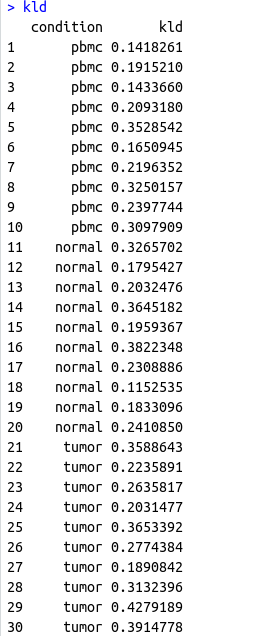 > kld
condition kld
1 pbmc 0.1418261
2 pbmc 0.1915210
3 pbmc 0.1433660
4 pbmc 0.2093180
5 pbmc 0.3528542
6 pbmc 0.1650945
7 pbmc 0.2196352
8 pbmc 0.3250157
9 pbmc 0.2397744
10 pbmc 0.3097909
11 normal 0.3265702
12 normal 0.1795427
13 normal 0.2032476
14 normal 0.3645182
15 normal 0.1959367
16 normal 0.3822348
17 normal 0.2308886
18 normal 0.1152535
19 normal 0.1833096
20 normal 0.2410850
21 tumor 0.3588643
22 tumor 0.2235891
23 tumor 0.2635817
24 tumor 0.2031477
25 tumor 0.3653392
26 tumor 0.2774384
27 tumor 0.1890842
28 tumor 0.3132396
29 tumor 0.4279189
30 tumor 0.3914778